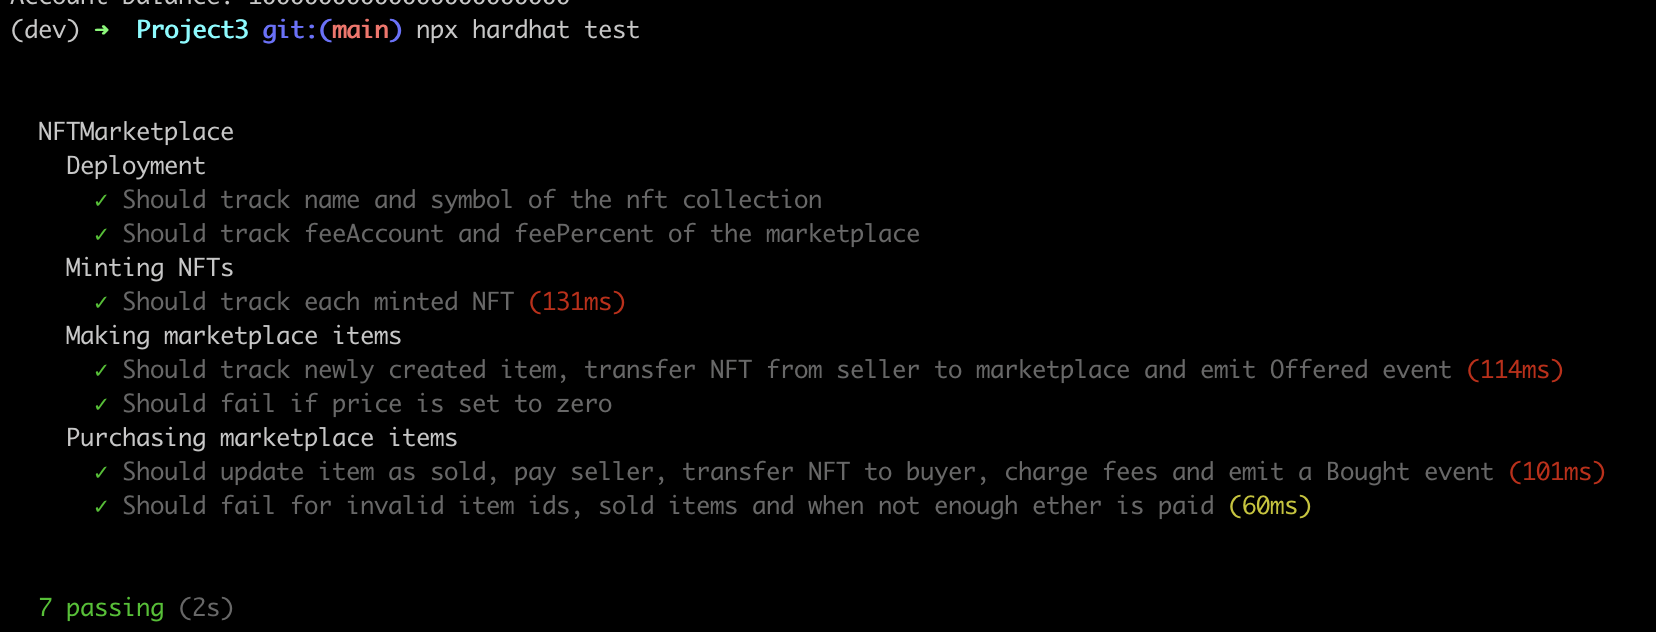 (dev) ➜ Project3 git:(main) npx hardhat test
NFTMarketplace
Deployment
✓ Should track name and symbol of the nft collection
✓ Should track feeAccount and feePercent of the marketplace
Minting NFTs
✓ Should track each minted NFT (131ms)
Making marketplace items
✓ Should track newly created item, transfer NFT from seller to marketplace and emit Offered event (114ms)
✓ Should fail if price is set to zero
Purchasing marketplace items
✓ Should update item as sold, pay seller, transfer NFT to buyer, charge fees and emit a Bought event (101ms)
✓ Should fail for invalid item ids, sold items and when not enough ether is paid (60ms)
7 passing (2s)